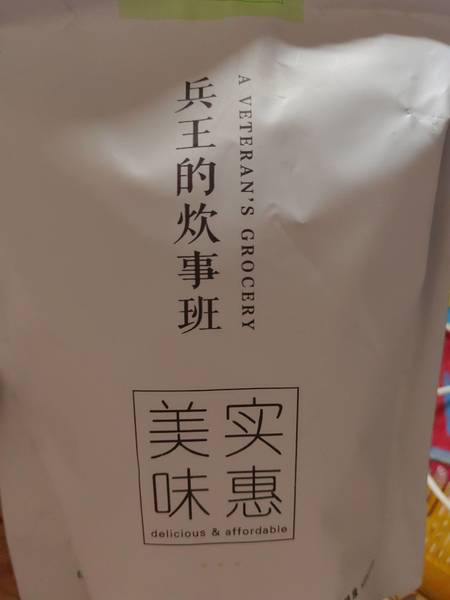 兵王的炊事班
A VETERAN'S GROCERY
实惠
美味
delicious & affordable